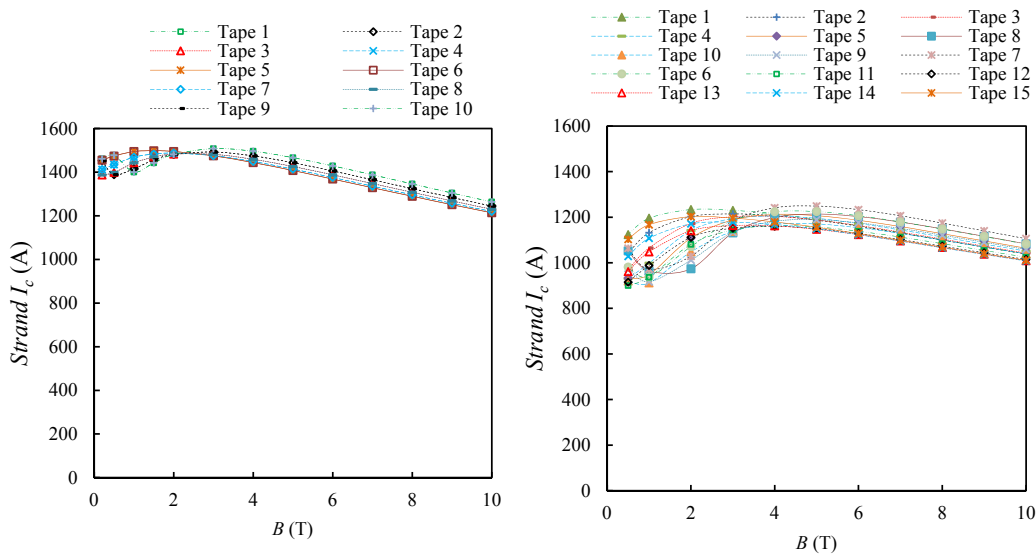 Tape 1 Tape 2
Tape 3 Tape 4
Tape 5 Tape 6
Tape 7 Tape 8
Tape 9 Tape 10
1600
1400
1200
1000
800
600
400
200
0
0 2 4 6 8 10
Strand Ic (A)
B (T)
Tape 1 Tape 2 Tape 3
Tape 4 Tape 5 Tape 8
Tape 10 Tape 9 Tape 7
Tape 6 Tape 11 Tape 12
Tape 13 Tape 14 Tape 15
1600
1400
1200
1000
800
600
400
200
0
0 2 4 6 8 10
Strand Ic (A)
B (T)